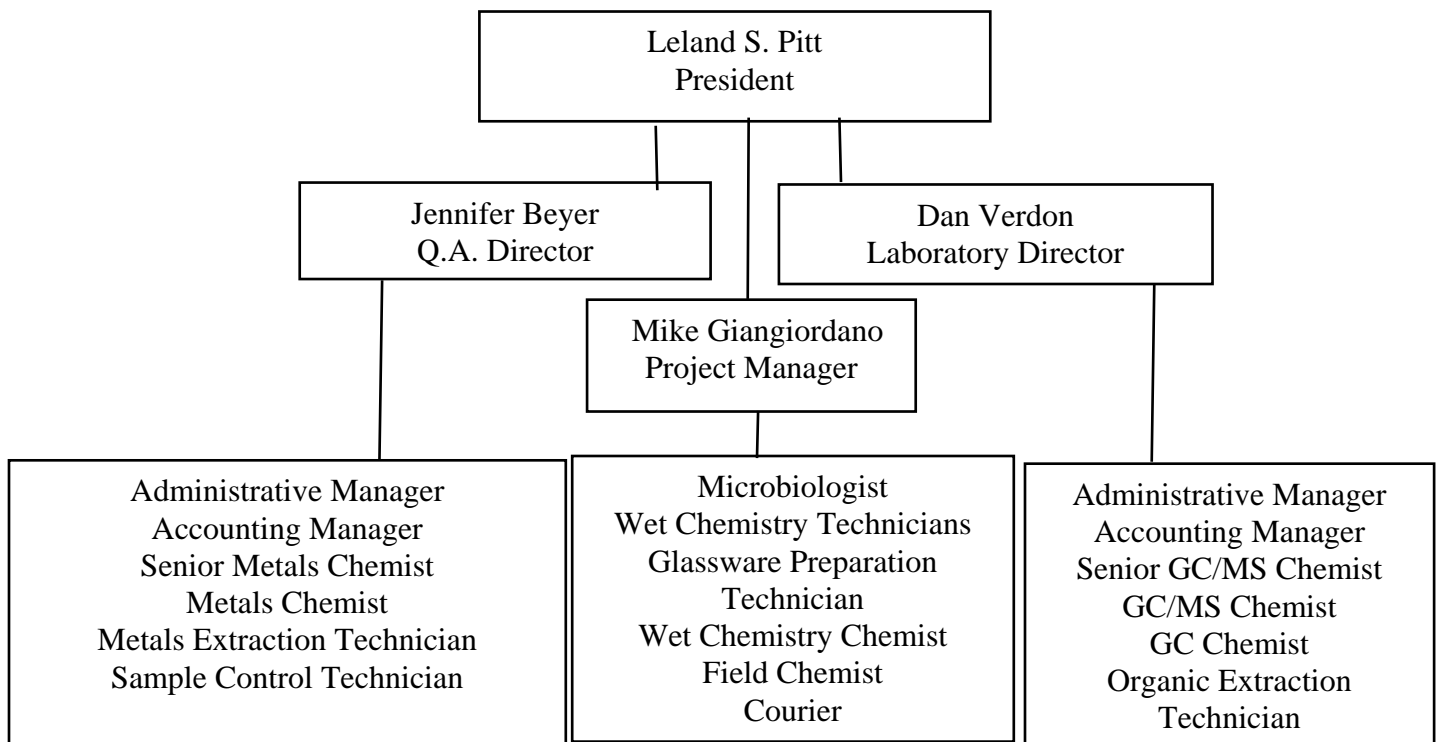 Leland S. Pitt
President
Jennifer Beyer
Q.A. Director
Dan Verdon
Laboratory Director
Mike Giangiordano
Project Manager
Administrative Manager
Accounting Manager
Senior Metals Chemist
Metals Chemist
Metals Extraction Technician
Sample Control Technician
Microbiologist
Wet Chemistry Technicians
Glassware Preparation
Technician
Wet Chemistry Chemist
Field Chemist
Courier
Administrative Manager
Accounting Manager
Senior GC/MS Chemist
GC/MS Chemist
GC Chemist
Organic Extraction
Technician